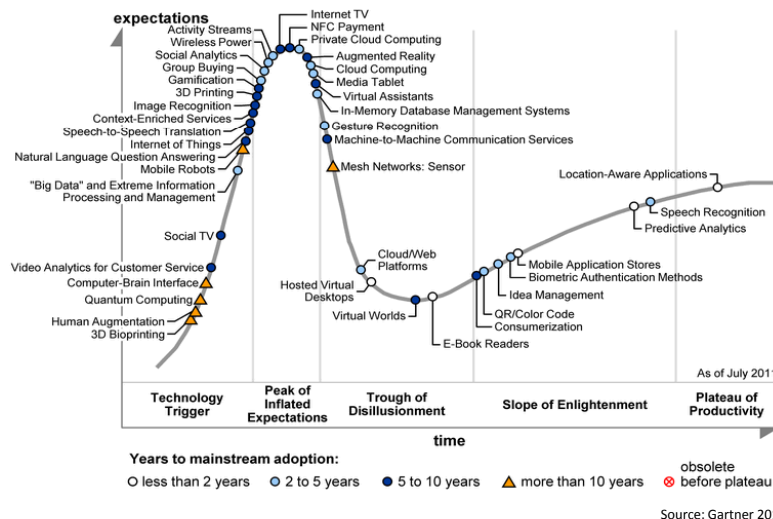 expectations
Internet TV
NFC Payment
Activity Streams
Wireless Power
Private Cloud Computing
Social Analytics
Augmented Reality
Group Buying
Cloud Computing
Gamification
Media Tablet
3D Printing
Virtual Assistants
Image Recognition
In-Memory Database Management Systems
Context-Enriched Services
Gesture Recognition
Speech-to-Speech Translation
Machine-to-Machine Communication Services
Internet of Things
Natural Language Question Answering
Mesh Networks: Sensor
Mobile Robots
Location-Aware Applications
"Big Data" and Extreme Information
Processing and Management
Speech Recognition
Predictive Analytics
Social TV
Cloud/Web
Platforms
Mobile Application Stores
Video Analytics for Customer Service
Biometric Authentication Methods
Computer-Brain Interface
Hosted Virtual
Desktops
Idea Management
Quantum Computing
Virtual Worlds
QR/Color Code
Human Augmentation
Consumerization
3D Bioprinting
E-Book Readers
As of July 2011
Technology
Trigger
Peak of
Inflated
Expectations
Trough of
Disillusionment
Slope of Enlightenment
Plateau of
Productivity
time
Years to mainstream adoption:
less than 2 years
2 to 5 years
5 to 10 years
more than 10 years
obsolete
before plateau
Source: Gartner 20